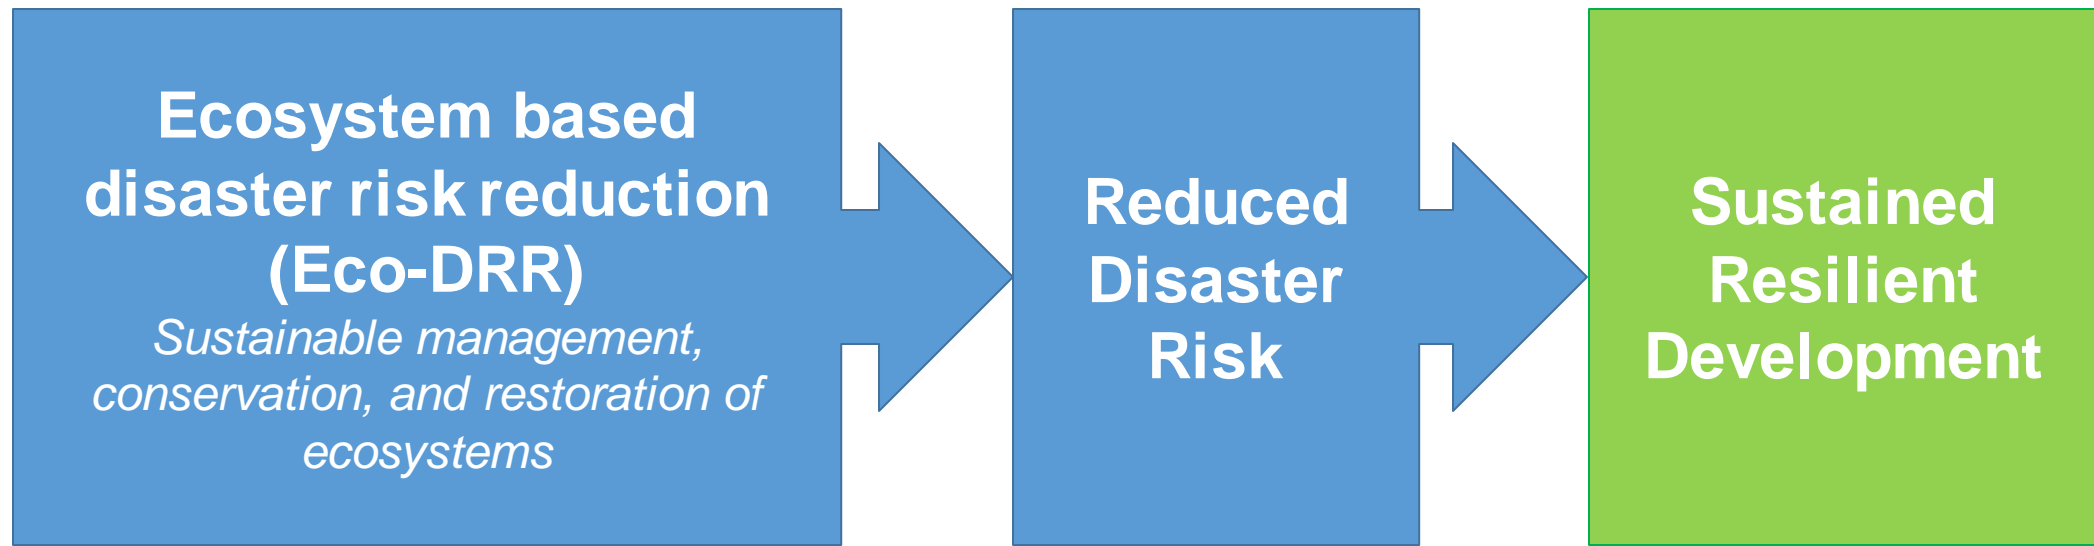 Ecosystem based
disaster risk reduction
(Eco-DRR)
Sustainable management,
conservation, and restoration of
ecosystems
Reduced
Disaster
Risk
Sustained
Resilient
Development